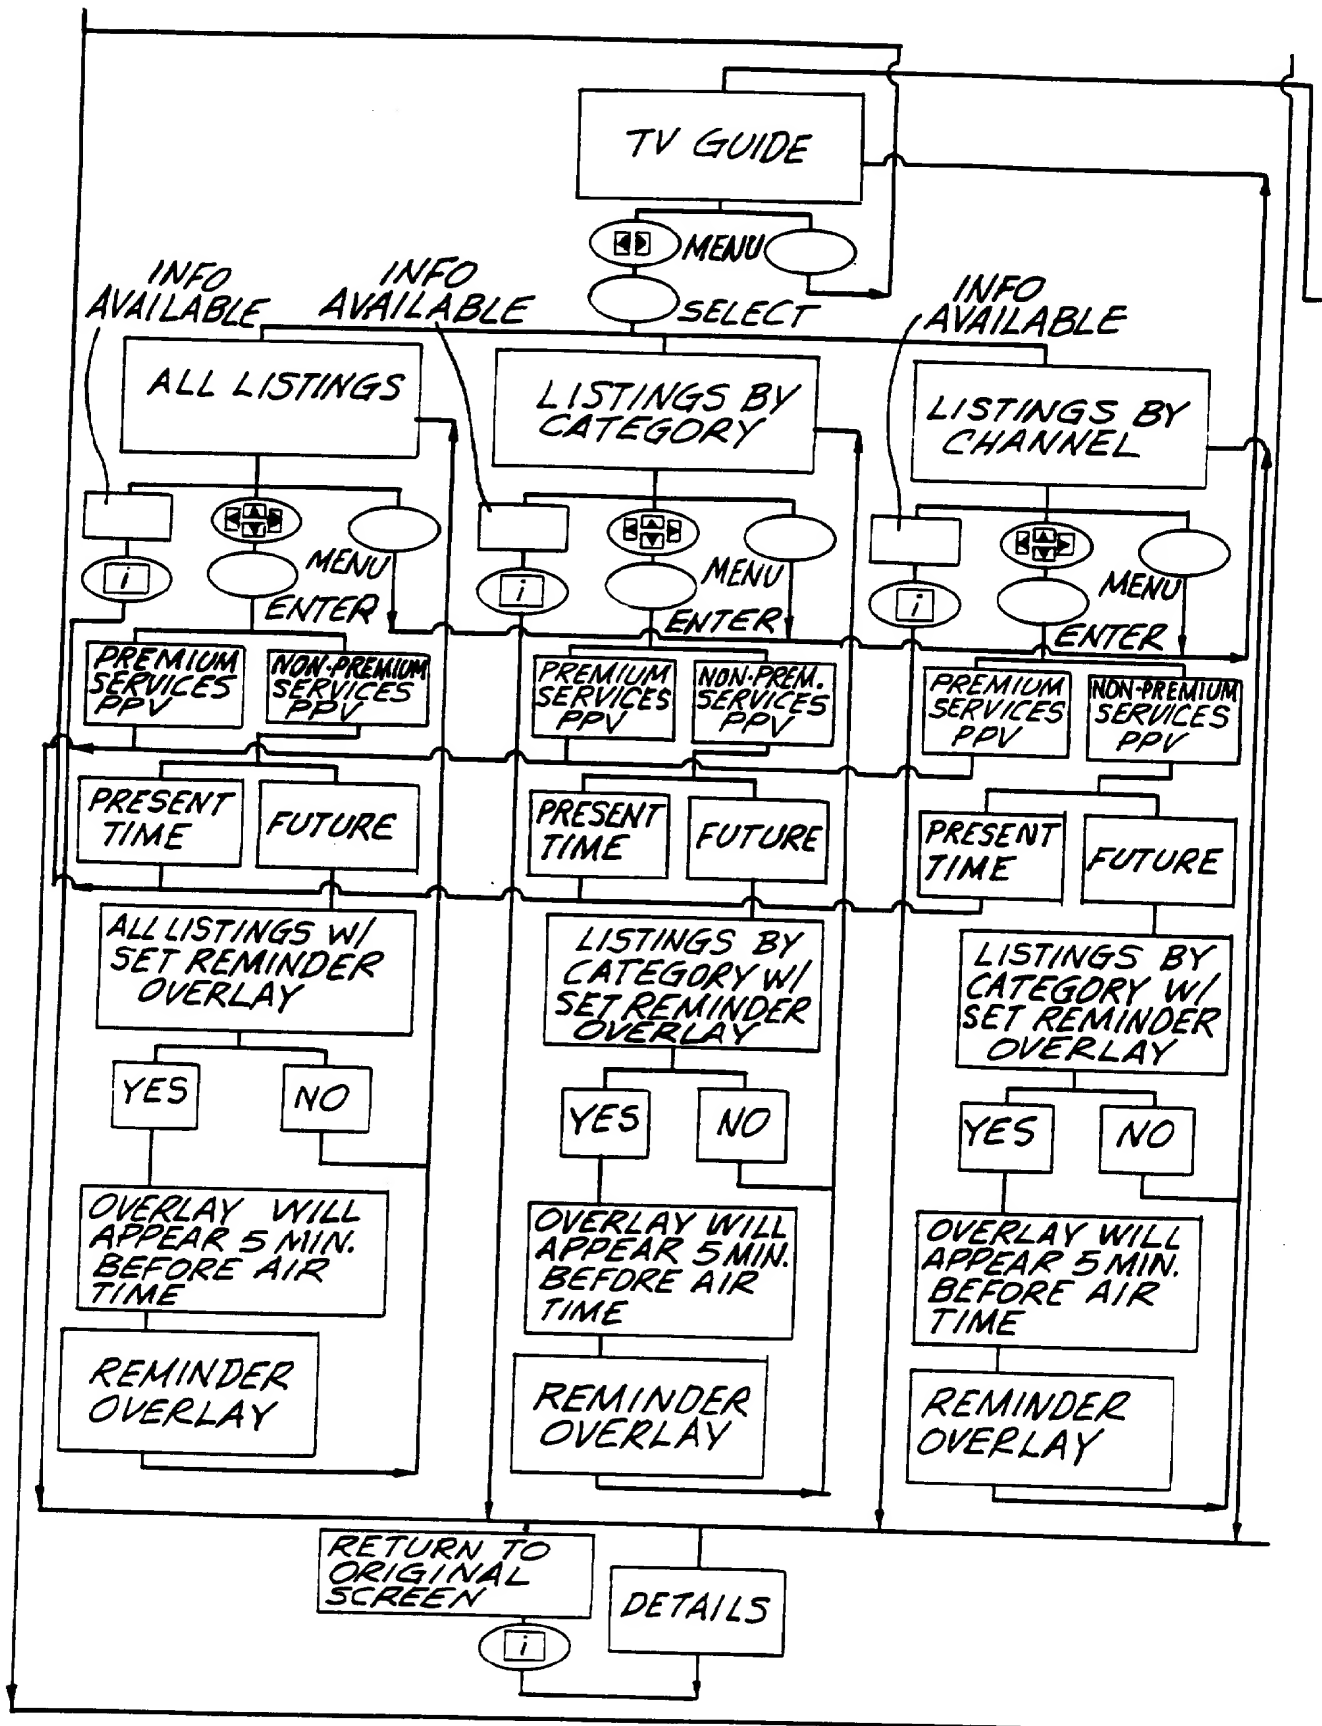 TV GUIDE
MENU
SELECT
INFO
AVAILABLE
INFO
AVAILABLE
INFO
AVAILABLE
ALL LISTINGS
LISTINGS BY
CATEGORY
LISTINGS BY
CHANNEL
i
MENU
ENTER
i
MENU
ENTER
i
MENU
ENTER
PREMIUM
SERVICES
PPV
NON-PREMIUM
SERVICES
PPV
PREMIUM
SERVICES
PPV
NON-PREM.
SERVICES
PPV
PREMIUM
SERVICES
PPV
NON-PREMIUM
SERVICES
PPV
PRESENT
TIME
FUTURE
PRESENT
TIME
FUTURE
PRESENT
TIME
FUTURE
ALL LISTINGS W/
SET REMINDER
OVERLAY
LISTINGS BY
CATEGORY W/
SET REMINDER
OVERLAY
LISTINGS BY
CATEGORY W/
SET REMINDER
OVERLAY
YES
NO
YES
NO
YES
NO
OVERLAY WILL
APPEAR 5 MIN.
BEFORE AIR
TIME
OVERLAY WILL
APPEAR 5 MIN.
BEFORE AIR
TIME
OVERLAY WILL
APPEAR 5 MIN.
BEFORE AIR
TIME
REMINDER
OVERLAY
REMINDER
OVERLAY
REMINDER
OVERLAY
RETURN TO
ORIGINAL
SCREEN
i
DETAILS